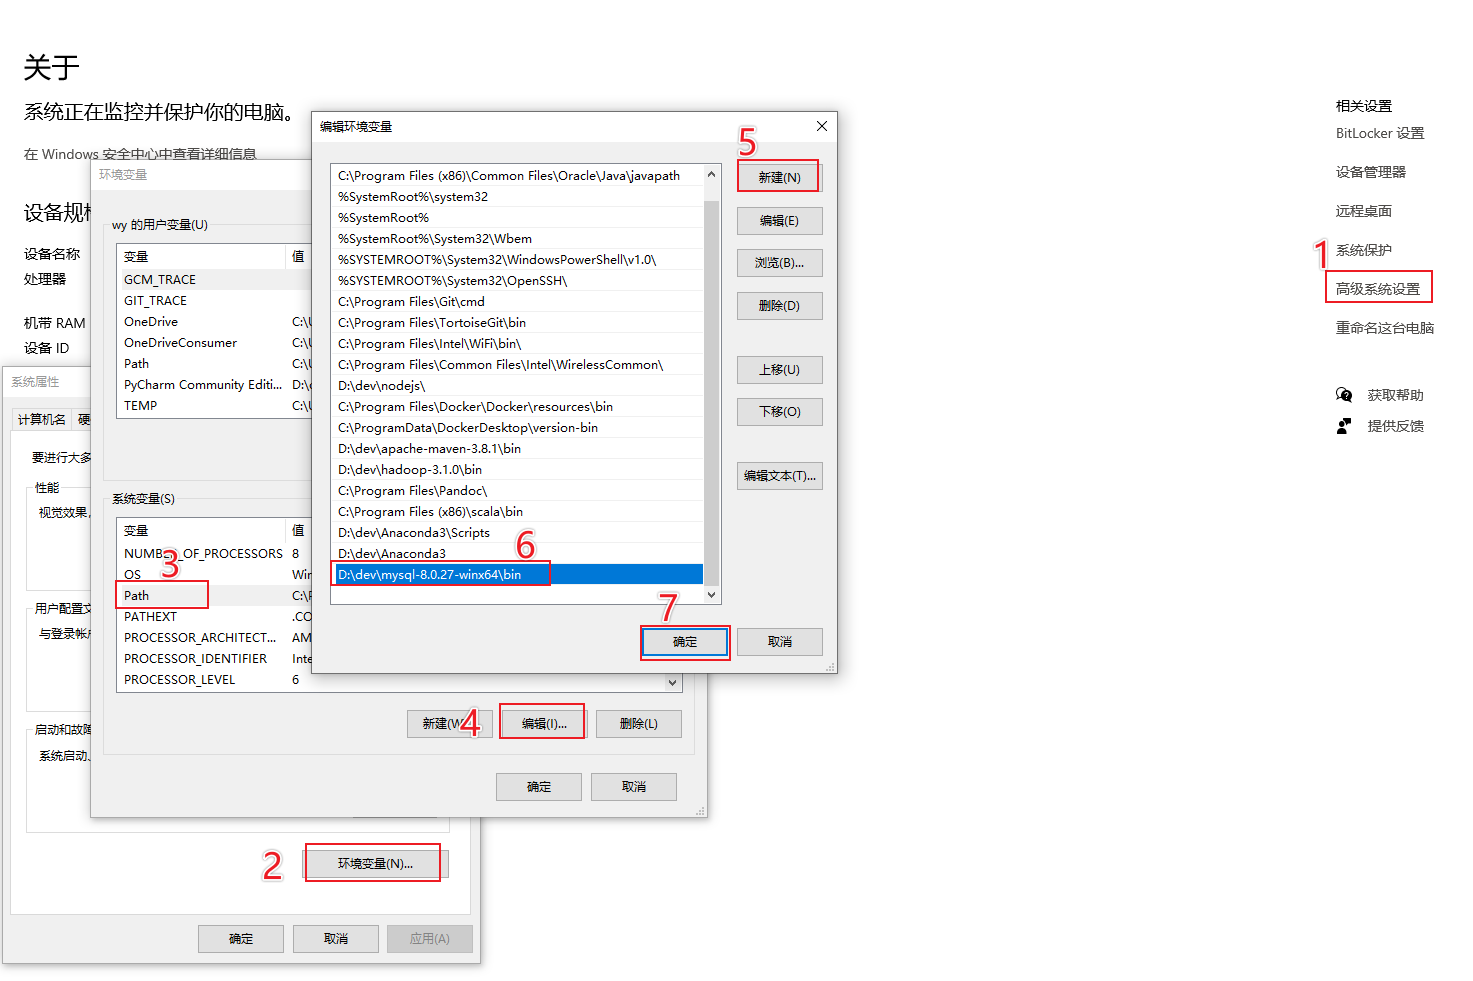 关于
系统正在监控并保护你的电脑。
在 Windows 安全中心中查看详细信息
设备规
设备名称
处理器
机带 RAM
设备 ID
系统属性
计算机名
要进行大多
性能
视觉效果,
用户配置文
与登录帐户
启动和故障
系统启动、
2
环境变量(N)...
确定
取消
应用(A)
环境变量
wy 的用户变量(U)
变量
值
GCM_TRACE
GIT_TRACE
OneDrive
C:\
OneDriveConsumer
C:\
Path
C:\
PyCharm Community Editi...
D:\
TEMP
C:\
系统变量(S)
变量
值
NUMBER_OF_PROCESSORS
8
3
OS
Win
Path
C:\
PATHEXT
.CO
PROCESSOR_ARCHITECT...
AM
PROCESSOR_IDENTIFIER
Inte
PROCESSOR_LEVEL
6
新建(W)
4
编辑(I)...
删除(L)
确定
取消
编辑环境变量
C:\Program Files (x86)\Common Files\Oracle\Java\javapath
%SystemRoot%\system32
%SystemRoot%
%SystemRoot%\System32\Wbem
%SYSTEMROOT%\System32\WindowsPowerShell\v1.0\
%SYSTEMROOT%\System32\OpenSSH\
C:\Program Files\Git\cmd
C:\Program Files\TortoiseGit\bin
C:\Program Files\Intel\WiFi\bin\
C:\Program Files\Common Files\Intel\WirelessCommon\
D:\dev\nodejs\
C:\Program Files\Docker\Docker\resources\bin
C:\ProgramData\DockerDesktop\version-bin
D:\dev\apache-maven-3.8.1\bin
D:\dev\hadoop-3.1.0\bin
C:\Program Files\Pandoc\
C:\Program Files (x86)\scala\bin
D:\dev\Anaconda3\Scripts
D:\dev\Anaconda3
6
D:\dev\mysql-8.0.27-winx64\bin
5
新建(N)
编辑(E)
浏览(B)...
删除(D)
上移(U)
下移(O)
编辑文本(T)...
7
确定
取消
相关设置
BitLocker 设置
设备管理器
远程桌面
1
系统保护
高级系统设置
重命名这台电脑
获取帮助
提供反馈